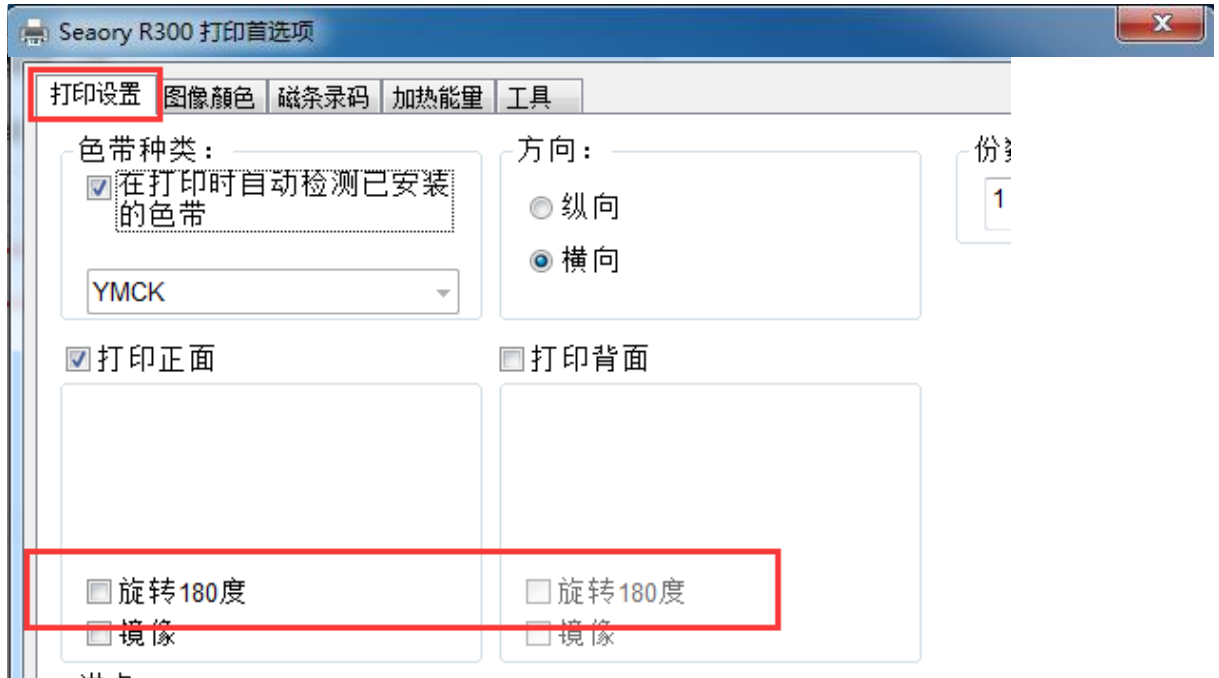 Seaory R300 打印首选项
打印设置 图像颜色 磁条录码 加热能量 工具
色带种类：
在打印时自动检测已安装
的色带
YMCK
方向：
纵向
横向
份
1
打印正面
打印背面
旋转180度
镜像
旋转180度
镜像